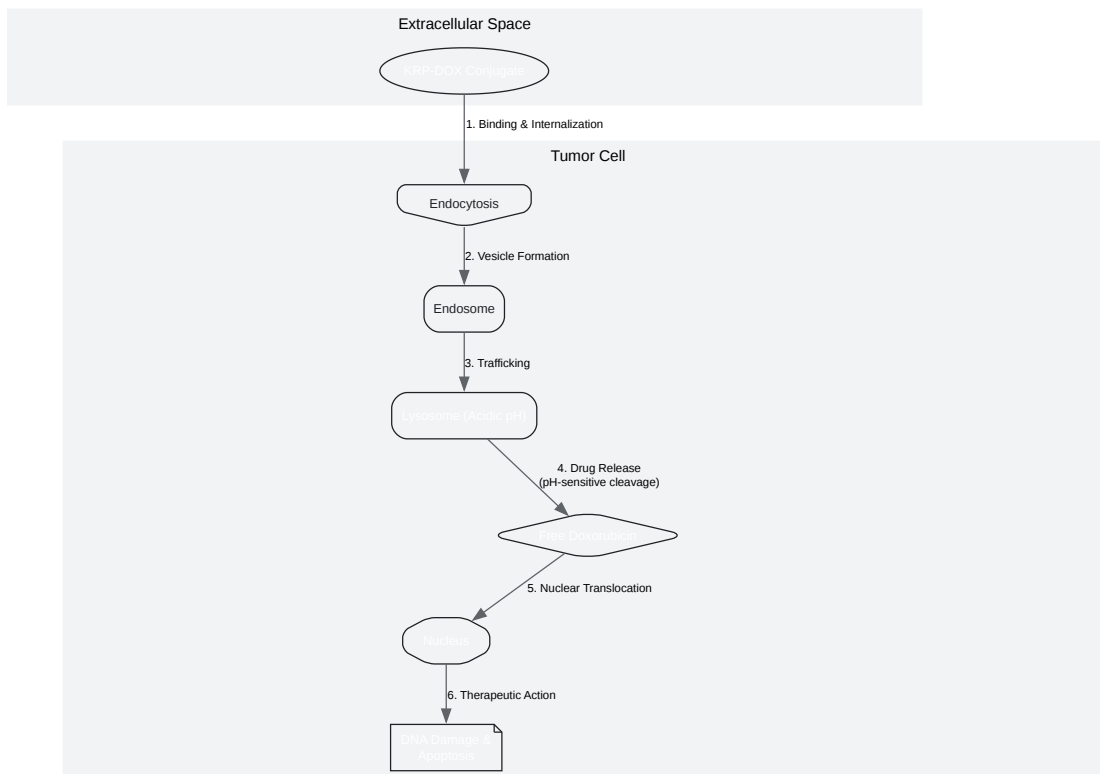 Extracellular Space
KRP-DOX Conjugate
1. Binding & Internalization
Tumor Cell
Endocytosis
2. Vesicle Formation
Endosome
3. Trafficking
Lysosome (Acidic pH)
4. Drug Release
(pH-sensitive cleavage)
Free Doxorubicin
5. Nuclear Translocation
Nucleus
6. Therapeutic Action
DNA Damage &
Apoptosis